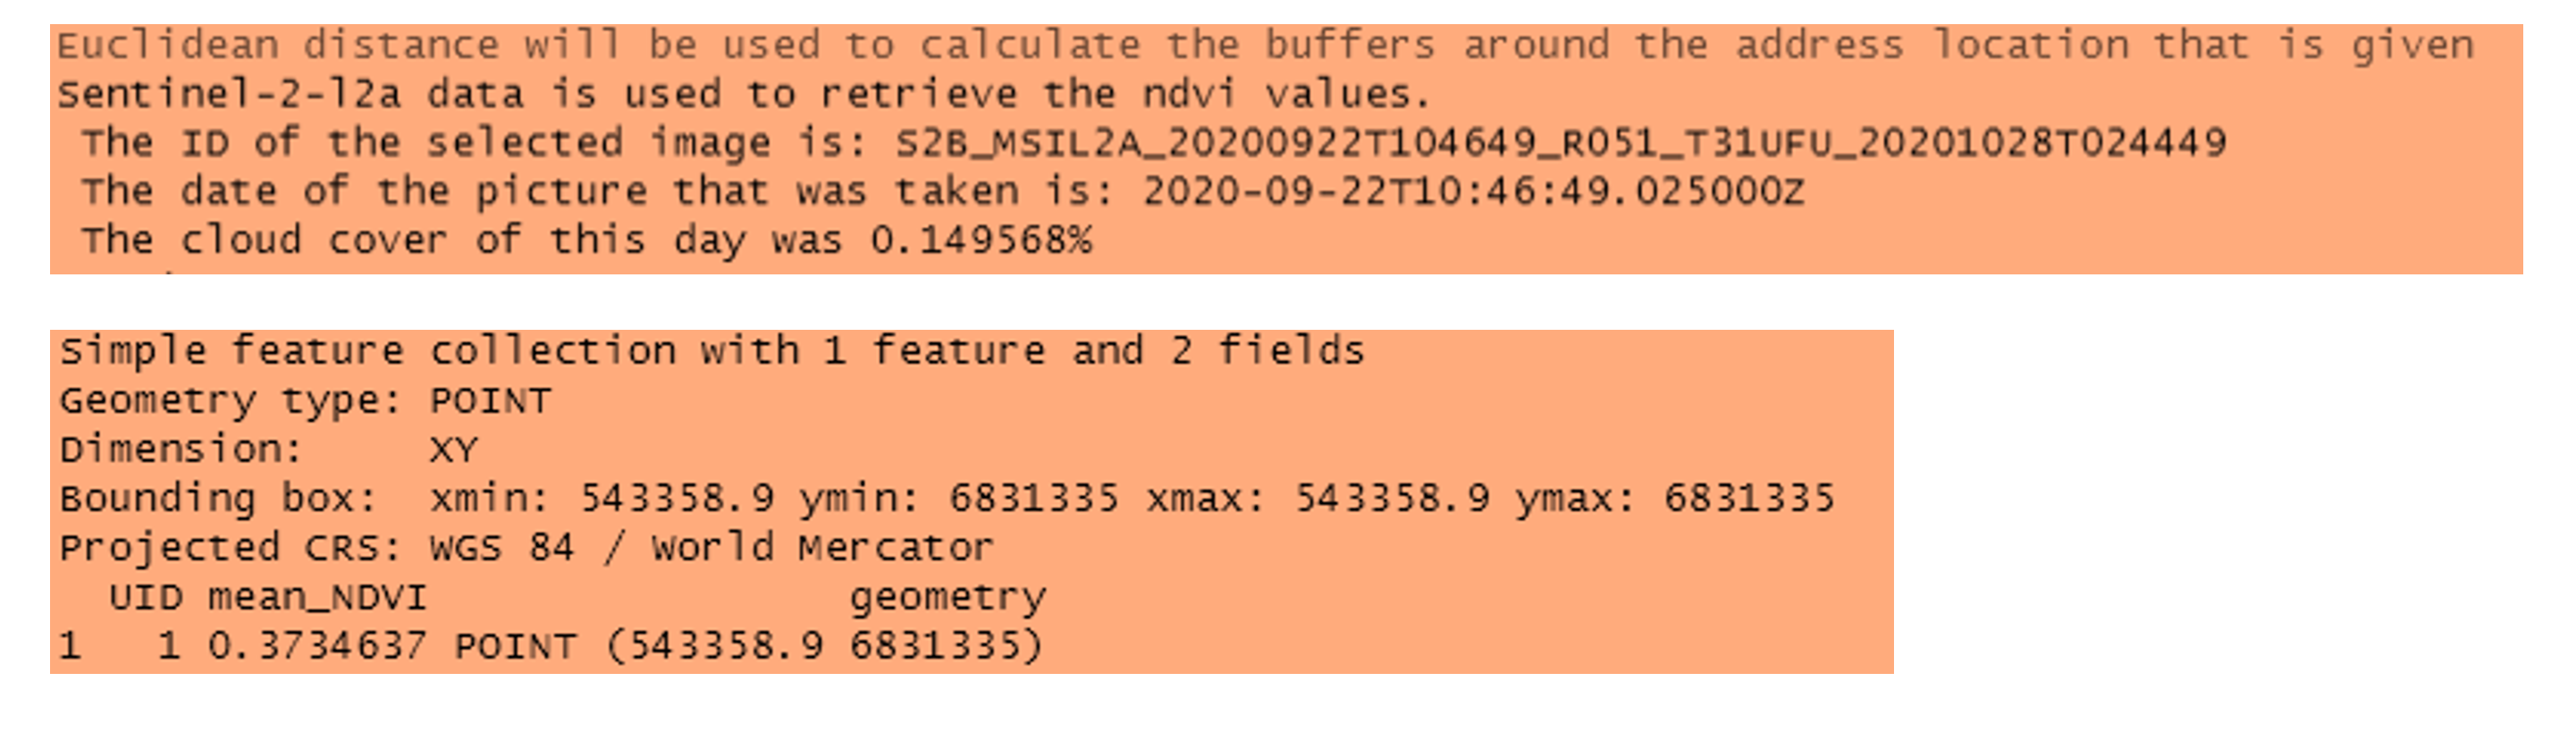 Euclidean distance will be used to calculate the buffers around the address location that is given
Sentinel-2-l2a data is used to retrieve the ndvi values.
The ID of the selected image is: S2B_MSIL2A_20200922T104649_R051_T31UFU_20201028T024449
The date of the picture that was taken is: 2020-09-22T10:46:49.025000Z
The cloud cover of this day was 0.149568%
Simple feature collection with 1 feature and 2 fields
Geometry type: POINT
Dimension:     XY
Bounding box:  xmin: 543358.9 ymin: 6831335 xmax: 543358.9 ymax: 6831335
Projected CRS: WGS 84 / World Mercator
  UID mean_NDVI                 geometry
1   1 0.3734637 POINT (543358.9 6831335)